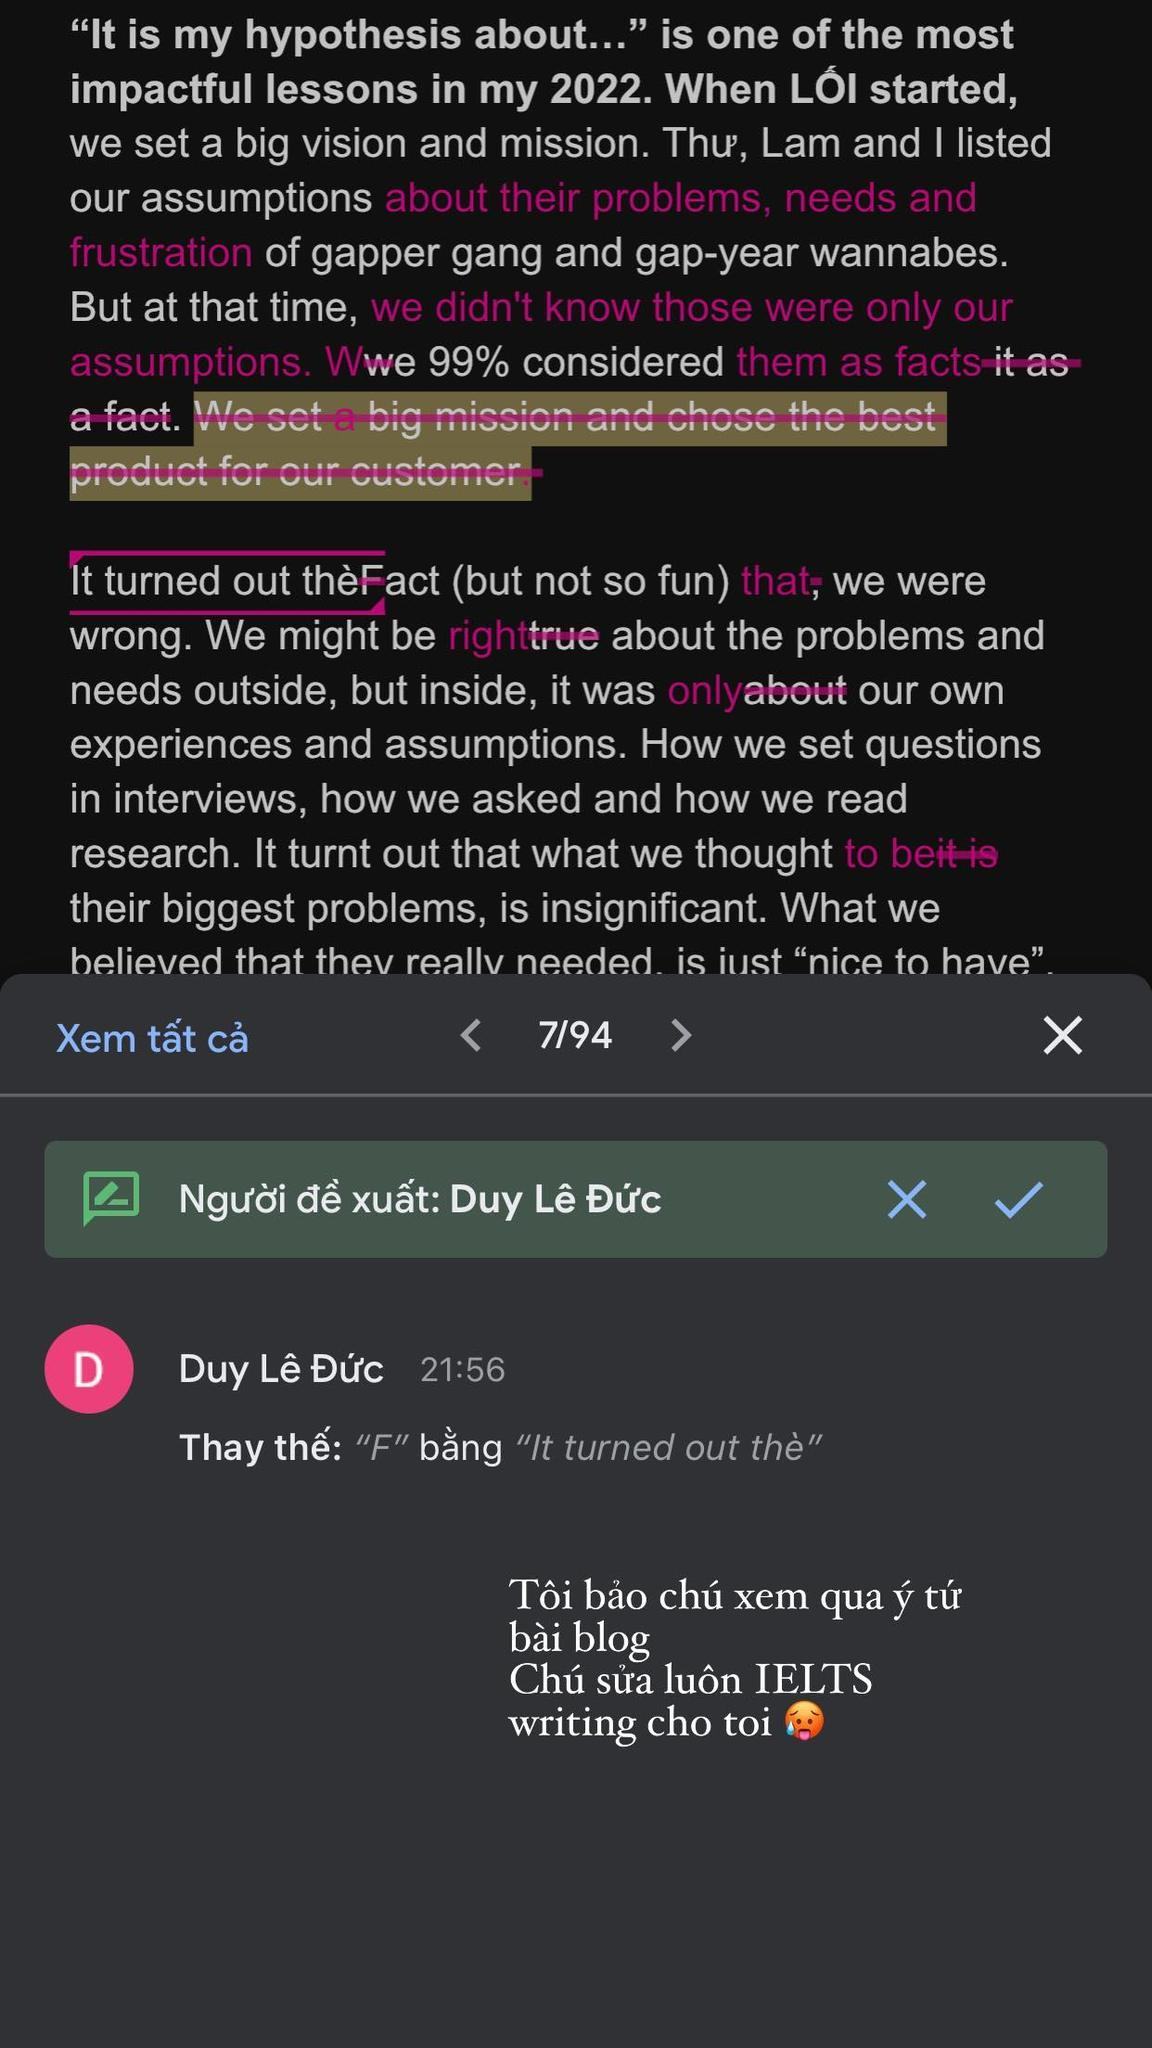 “It is my hypothesis about…” is one of the most
impactful lessons in my 2022. When LỐI started,
we set a big vision and mission. Thư, Lam and I listed
our assumptions about their problems, needs and
frustration of gapper gang and gap-year wannabes.
But at that time, we didn't know those were only our
assumptions. Wwe 99% considered them as facts it as
a fact. We set a big mission and chose the best
product for our customer.
It turned out thèFact (but not so fun) that, we were
wrong. We might be righttrue about the problems and
needs outside, but inside, it was onlyabout our own
experiences and assumptions. How we set questions
in interviews, how we asked and how we read
research. It turnt out that what we thought to beit is
their biggest problems, is insignificant. What we
believed that they really needed, is just “nice to have”.
Xem tất cả
7/94
Người đề xuất: Duy Lê Đức
D
Duy Lê Đức 21:56
Thay thế: “F” bằng “It turned out thè”
Tôi bảo chú xem qua ý tứ
bài blog
Chú sửa luôn IELTS
writing cho toi 🥵